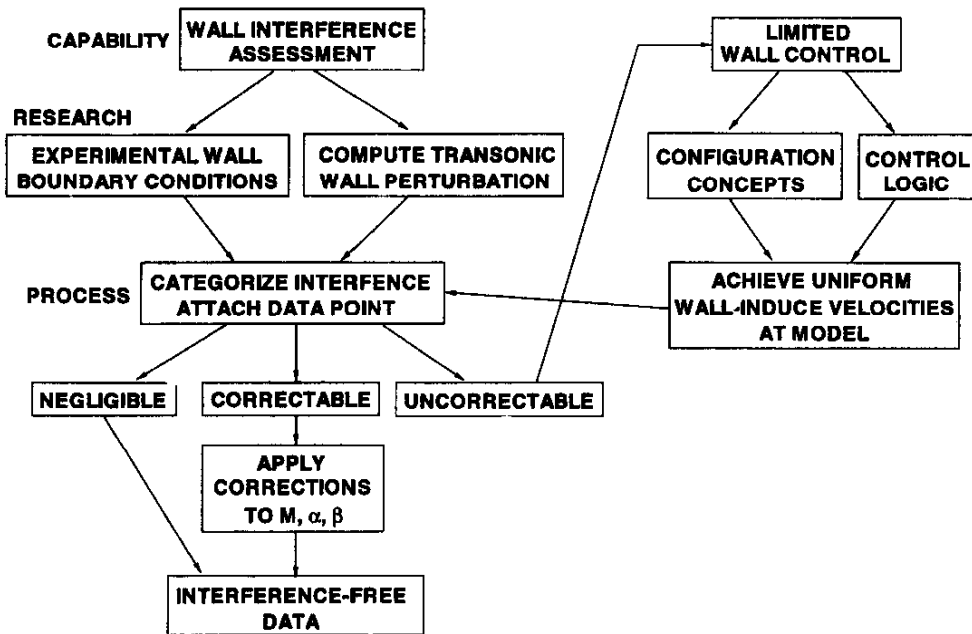 CAPABILITY
WALL INTERFERENCE
ASSESSMENT
LIMITED
WALL CONTROL
RESEARCH
EXPERIMENTAL WALL
BOUNDARY CONDITIONS
COMPUTE TRANSONIC
WALL PERTURBATION
CONFIGURATION
CONCEPTS
CONTROL
LOGIC
PROCESS
CATEGORIZE INTERFENCE
ATTACH DATA POINT
ACHIEVE UNIFORM
WALL-INDUCE VELOCITIES
AT MODEL
NEGLIGIBLE
CORRECTABLE
UNCORRECTABLE
APPLY
CORRECTIONS
TO M, α, β
INTERFERENCE-FREE
DATA